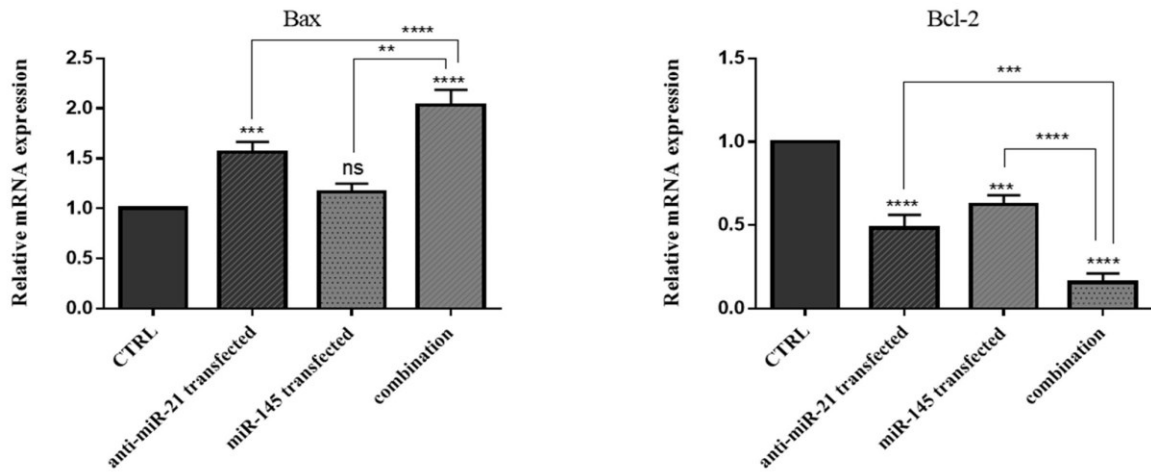 Bax
Relative mRNA expression
2.5
2.0
1.5
1.0
0.5
0.0
****
**
***
ns
****
CTRL
anti-miR-21 transfected
miR-145 transfected
combination
Bcl-2
Relative mRNA expression
1.5
1.0
0.5
0.0
***
****
****
***
****
CTRL
anti-miR-21 transfected
miR-145 transfected
combination